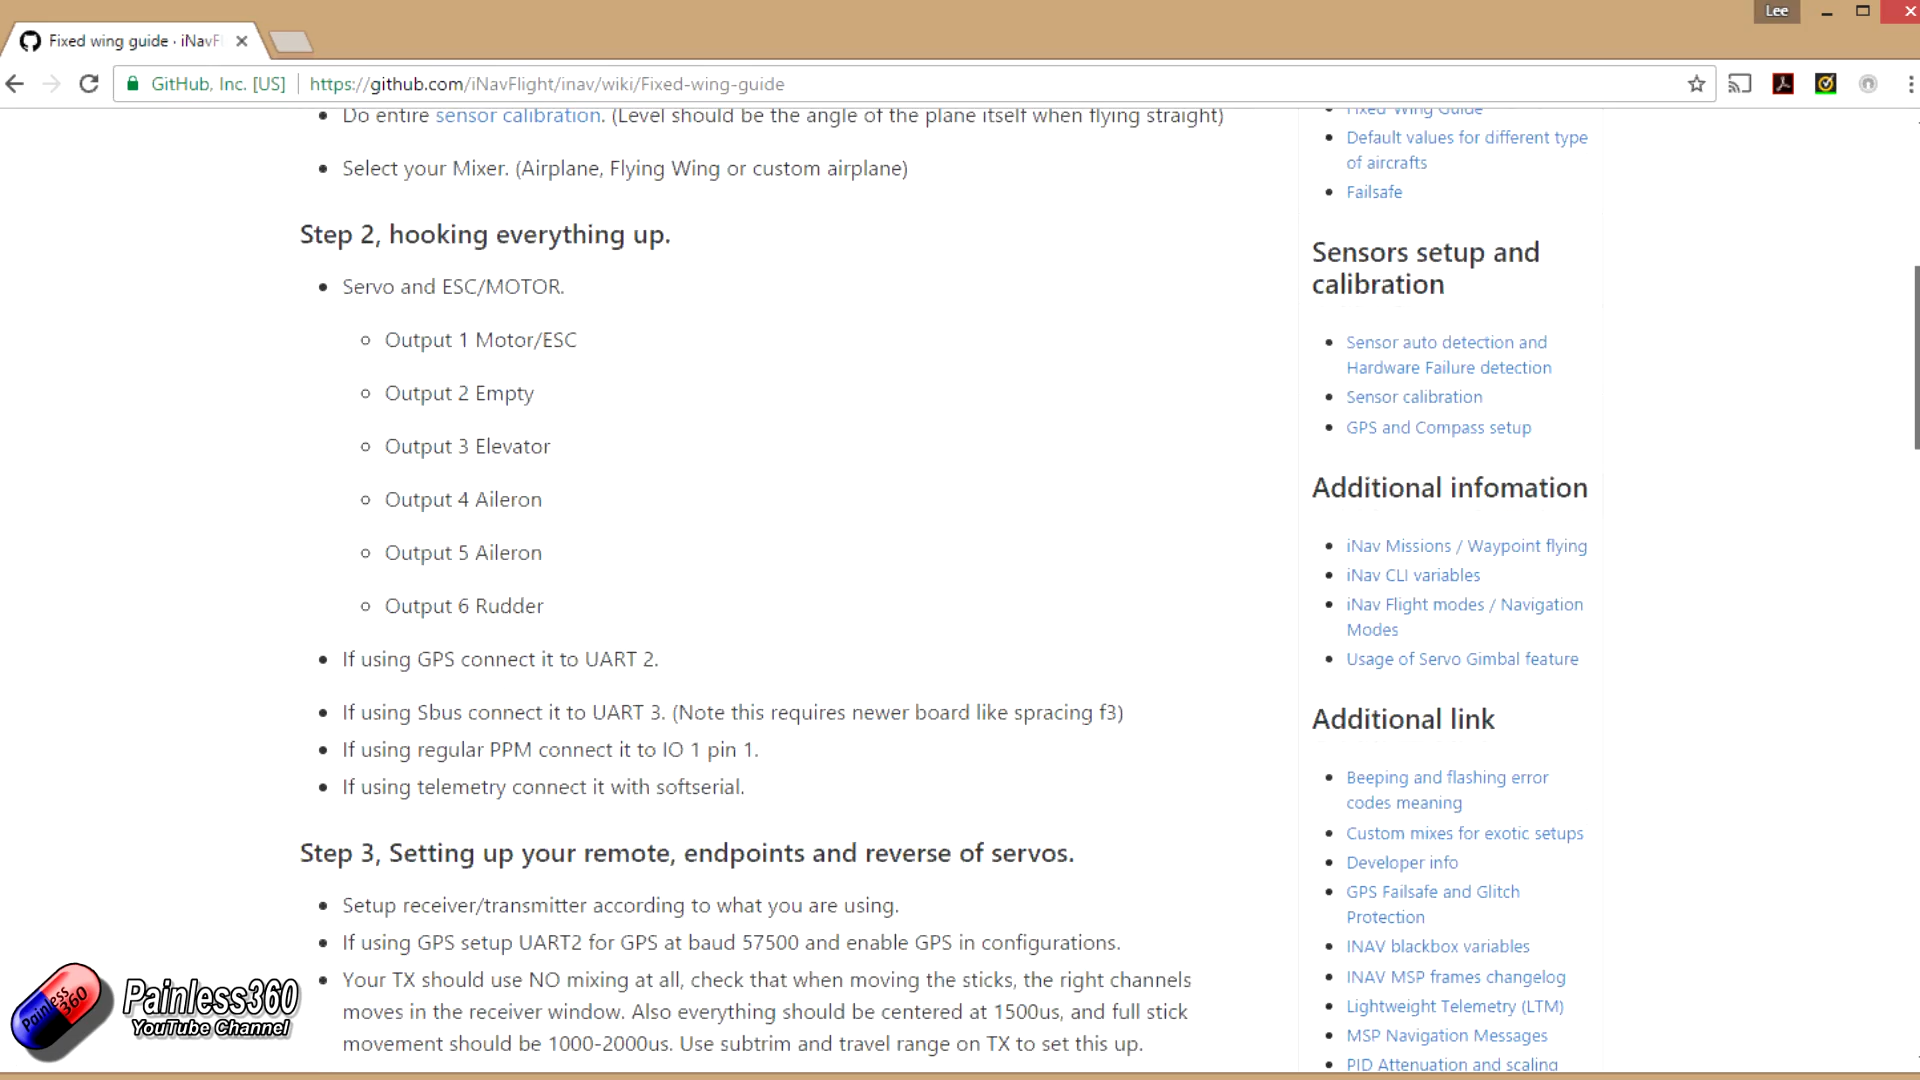 Lee
Fixed wing guide · iNavFl
GitHub, Inc. [US]
https://github.com/iNavFlight/inav/wiki/Fixed-wing-guide
Do entire sensor calibration. (Level should be the angle of the plane itself when flying straight)
Select your Mixer. (Airplane, Flying Wing or custom airplane)
Step 2, hooking everything up.
Servo and ESC/MOTOR.
Output 1 Motor/ESC
Output 2 Empty
Output 3 Elevator
Output 4 Aileron
Output 5 Aileron
Output 6 Rudder
If using GPS connect it to UART 2.
If using Sbus connect it to UART 3. (Note this requires newer board like spracing f3)
If using regular PPM connect it to IO 1 pin 1.
If using telemetry connect it with softserial.
Step 3, Setting up your remote, endpoints and reverse of servos.
Setup receiver/transmitter according to what you are using.
If using GPS setup UART2 for GPS at baud 57500 and enable GPS in configurations.
Your TX should use NO mixing at all, check that when moving the sticks, the right channels
moves in the receiver window. Also everything should be centered at 1500us, and full stick
movement should be 1000-2000us. Use subtrim and travel range on TX to set this up.
Fixed Wing Guide
Default values for different type
of aircrafts
Failsafe
Sensors setup and
calibration
Sensor auto detection and
Hardware Failure detection
Sensor calibration
GPS and Compass setup
Additional infomation
iNav Missions / Waypoint flying
iNav CLI variables
iNav Flight modes / Navigation
Modes
Usage of Servo Gimbal feature
Additional link
Beeping and flashing error
codes meaning
Custom mixes for exotic setups
Developer info
GPS Failsafe and Glitch
Protection
INAV blackbox variables
INAV MSP frames changelog
Lightweight Telemetry (LTM)
MSP Navigation Messages
PID Attenuation and scaling
Painless
360
Painless360
YouTube Channel